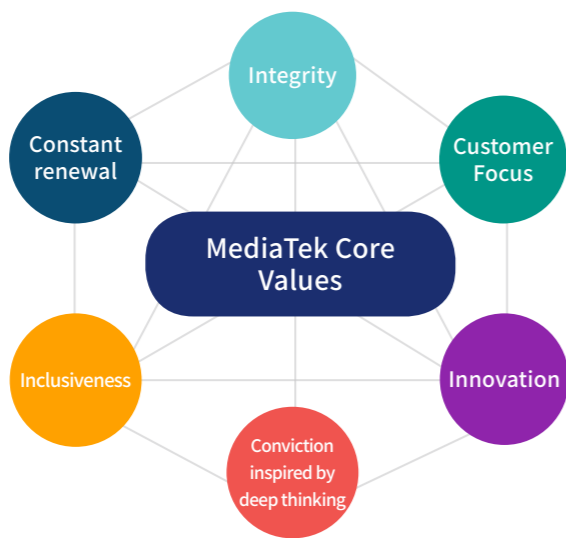 Integrity
Constant
renewal
Customer
Focus
MediaTek Core
Values
Inclusiveness
Innovation
Conviction
inspired by
deep thinking